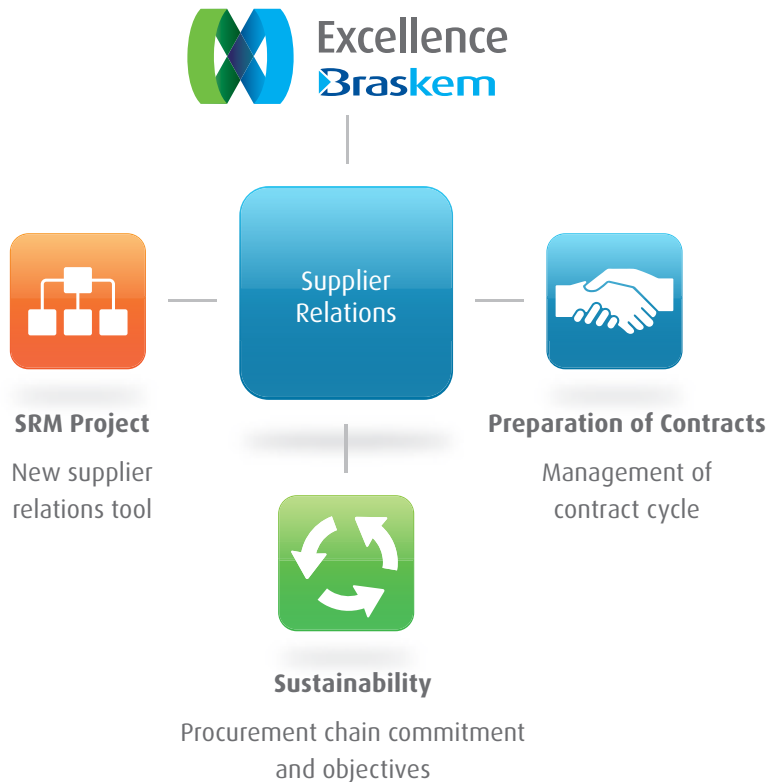 Excellence
Braskem
Supplier
Relations
SRM Project
New supplier
relations tool
Preparation of Contracts
Management of
contract cycle
Sustainability
Procurement chain commitment
and objectives